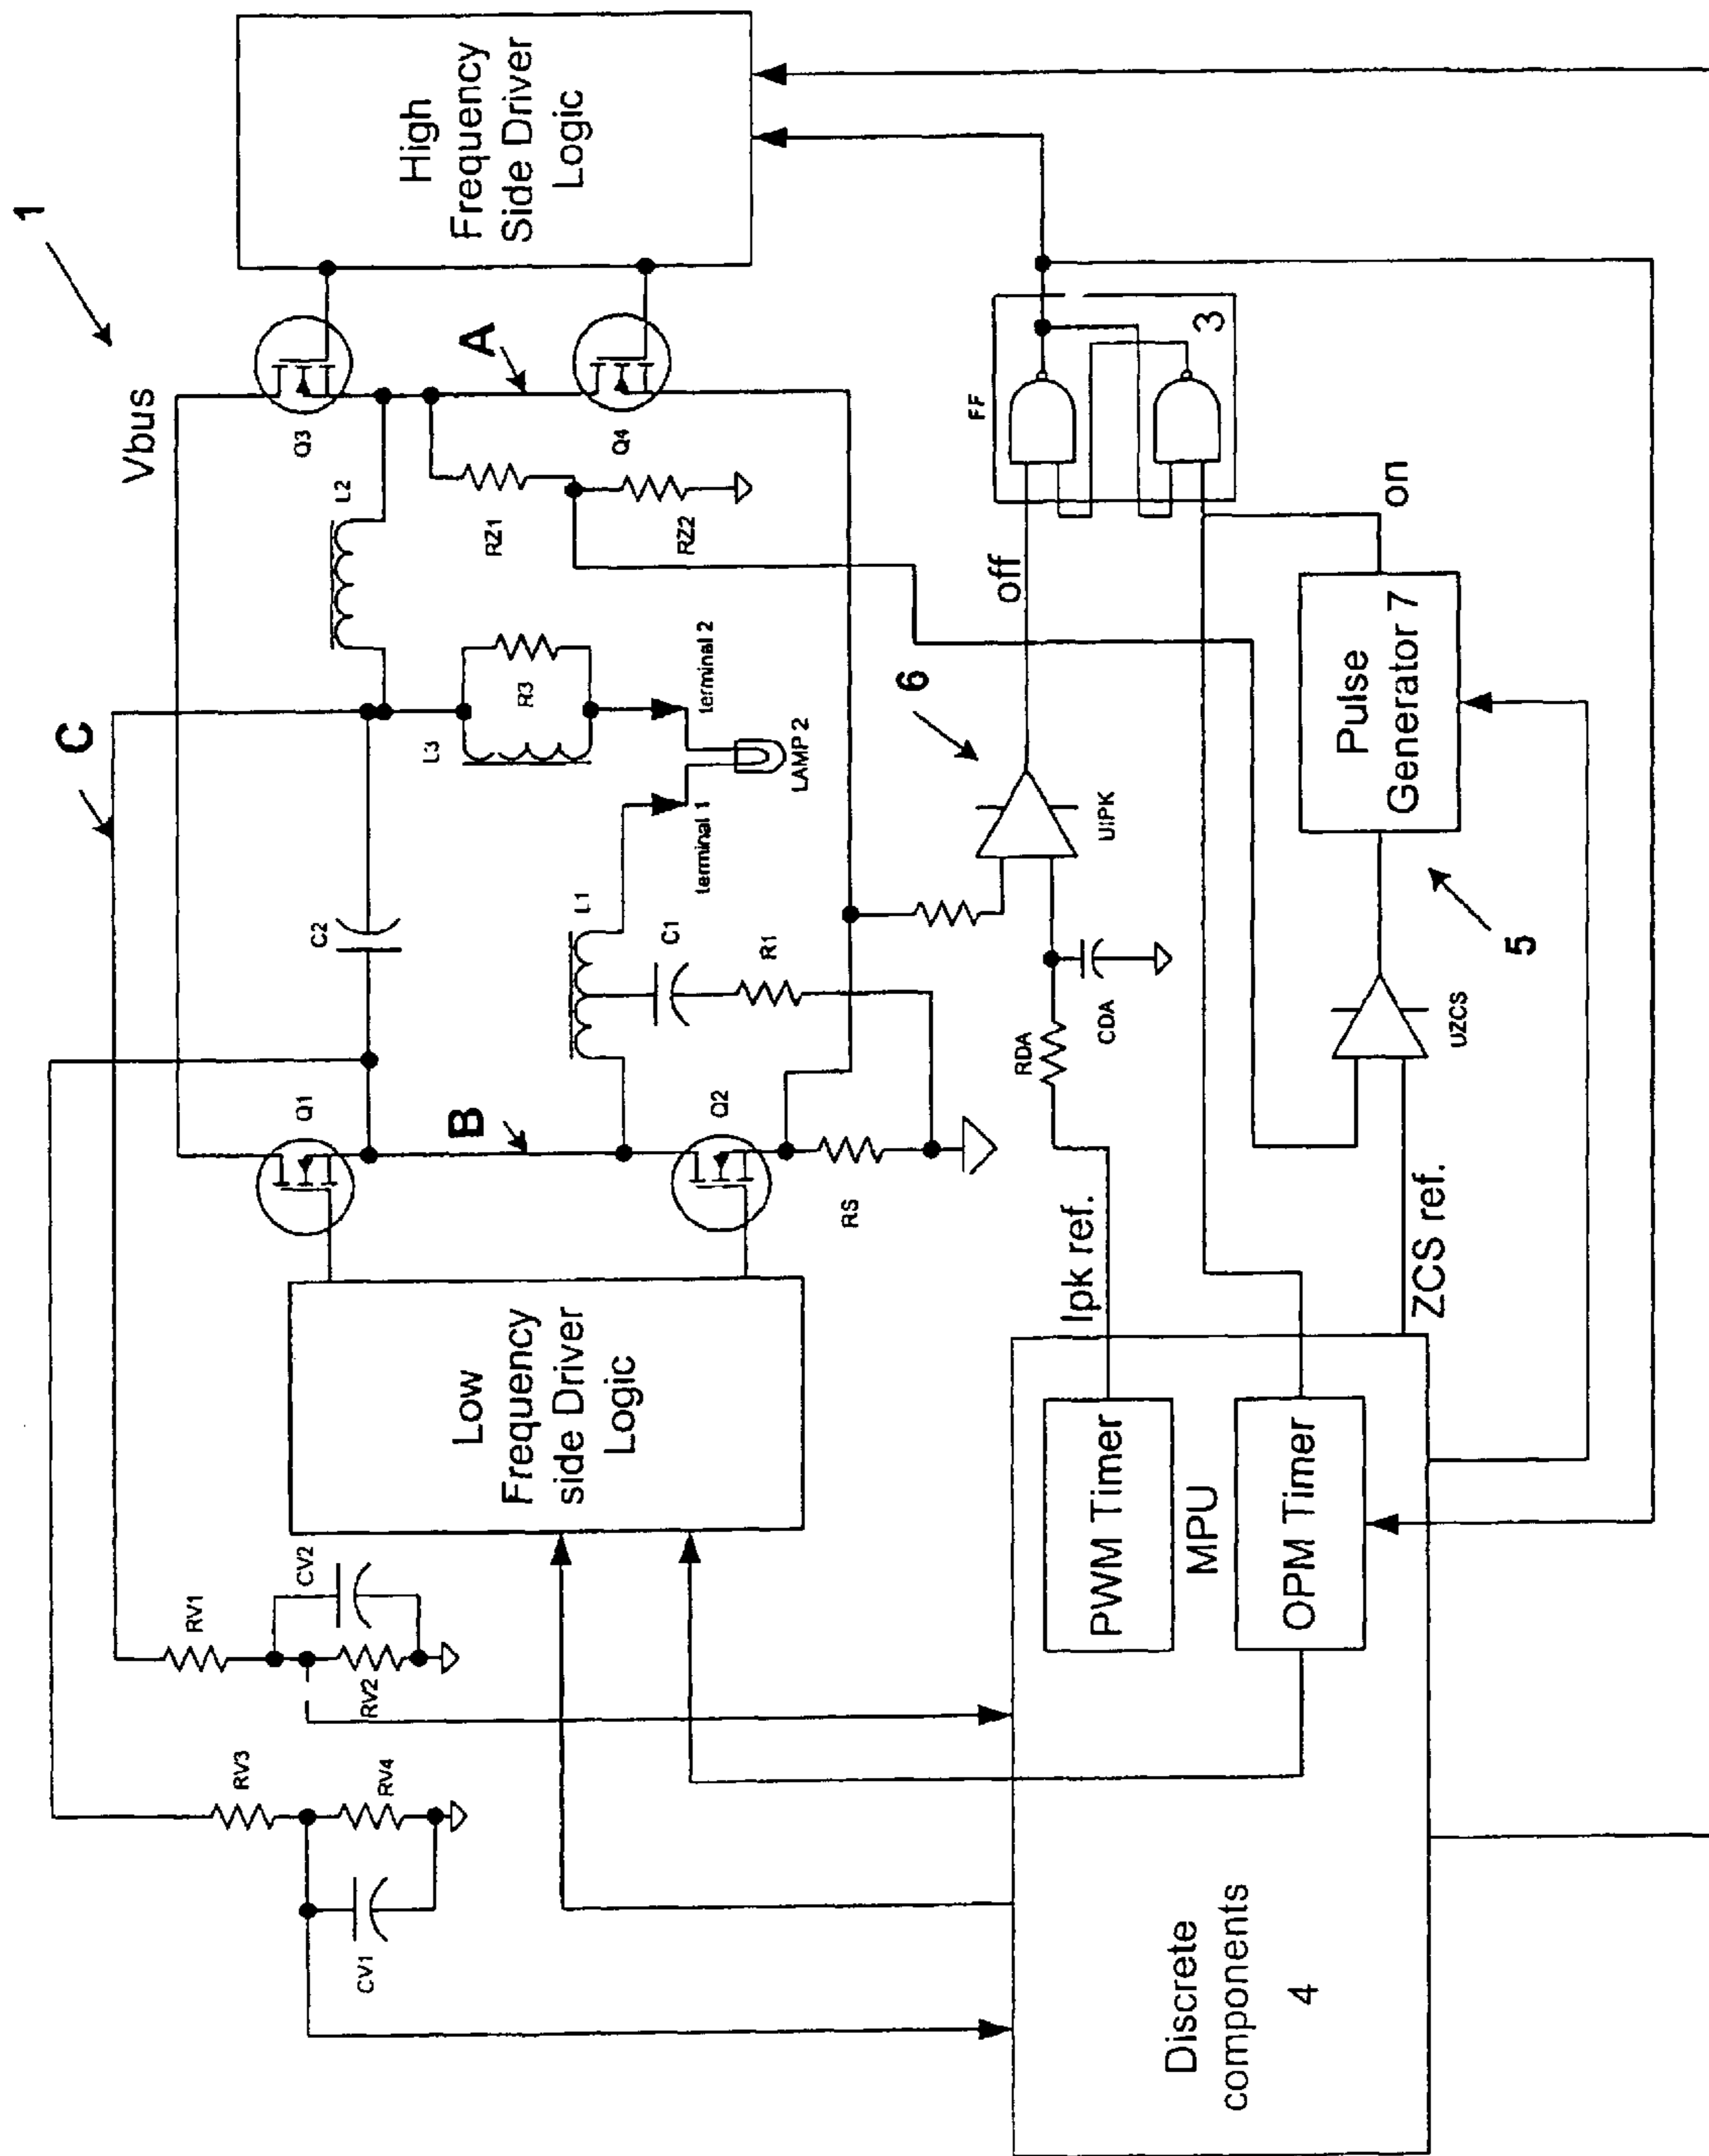 1
Vbus
C
High
Frequency
Side Driver
Logic
A
Q3
Q4
L2
RZ1
RZ2
R3
L3
terminal 2
LAMP 2
terminal 1
L1
C1
R1
C2
Q1
B
Q2
RS
Low
Frequency
side Driver
Logic
CV2
RV1
RV2
RV3
RV4
CV1
FF
3
off
on
6
UIPK
Pulse
Generator 7
5
UZCS
CDA
RDA
Ipk ref.
ZCS ref.
PWM Timer
MPU
OPM Timer
Discrete
components
4